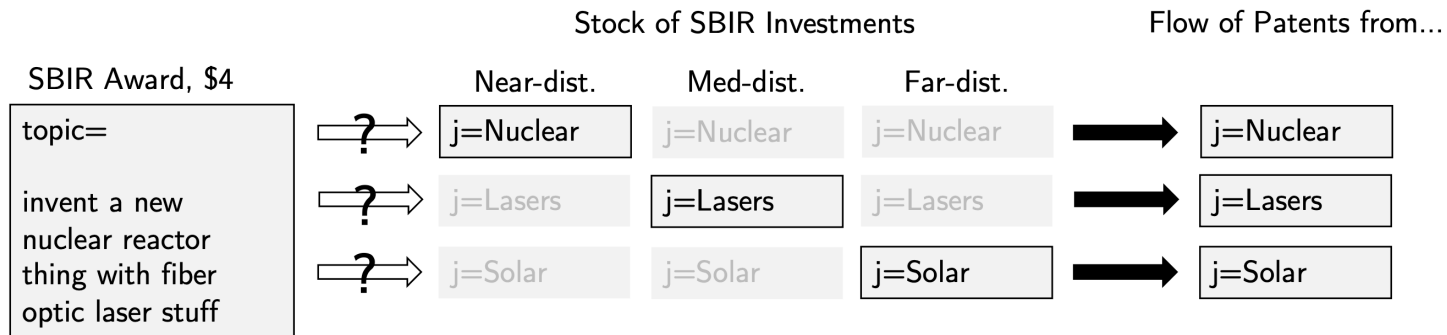 Stock of SBIR Investments
Flow of Patents from...
SBIR Award, $4
Near-dist.
Med-dist.
Far-dist.
topic=
?
j=Nuclear
j=Nuclear
j=Nuclear
j=Nuclear
invent a new
?
j=Lasers
j=Lasers
j=Lasers
j=Lasers
nuclear reactor
thing with fiber
?
j=Solar
j=Solar
j=Solar
j=Solar
optic laser stuff